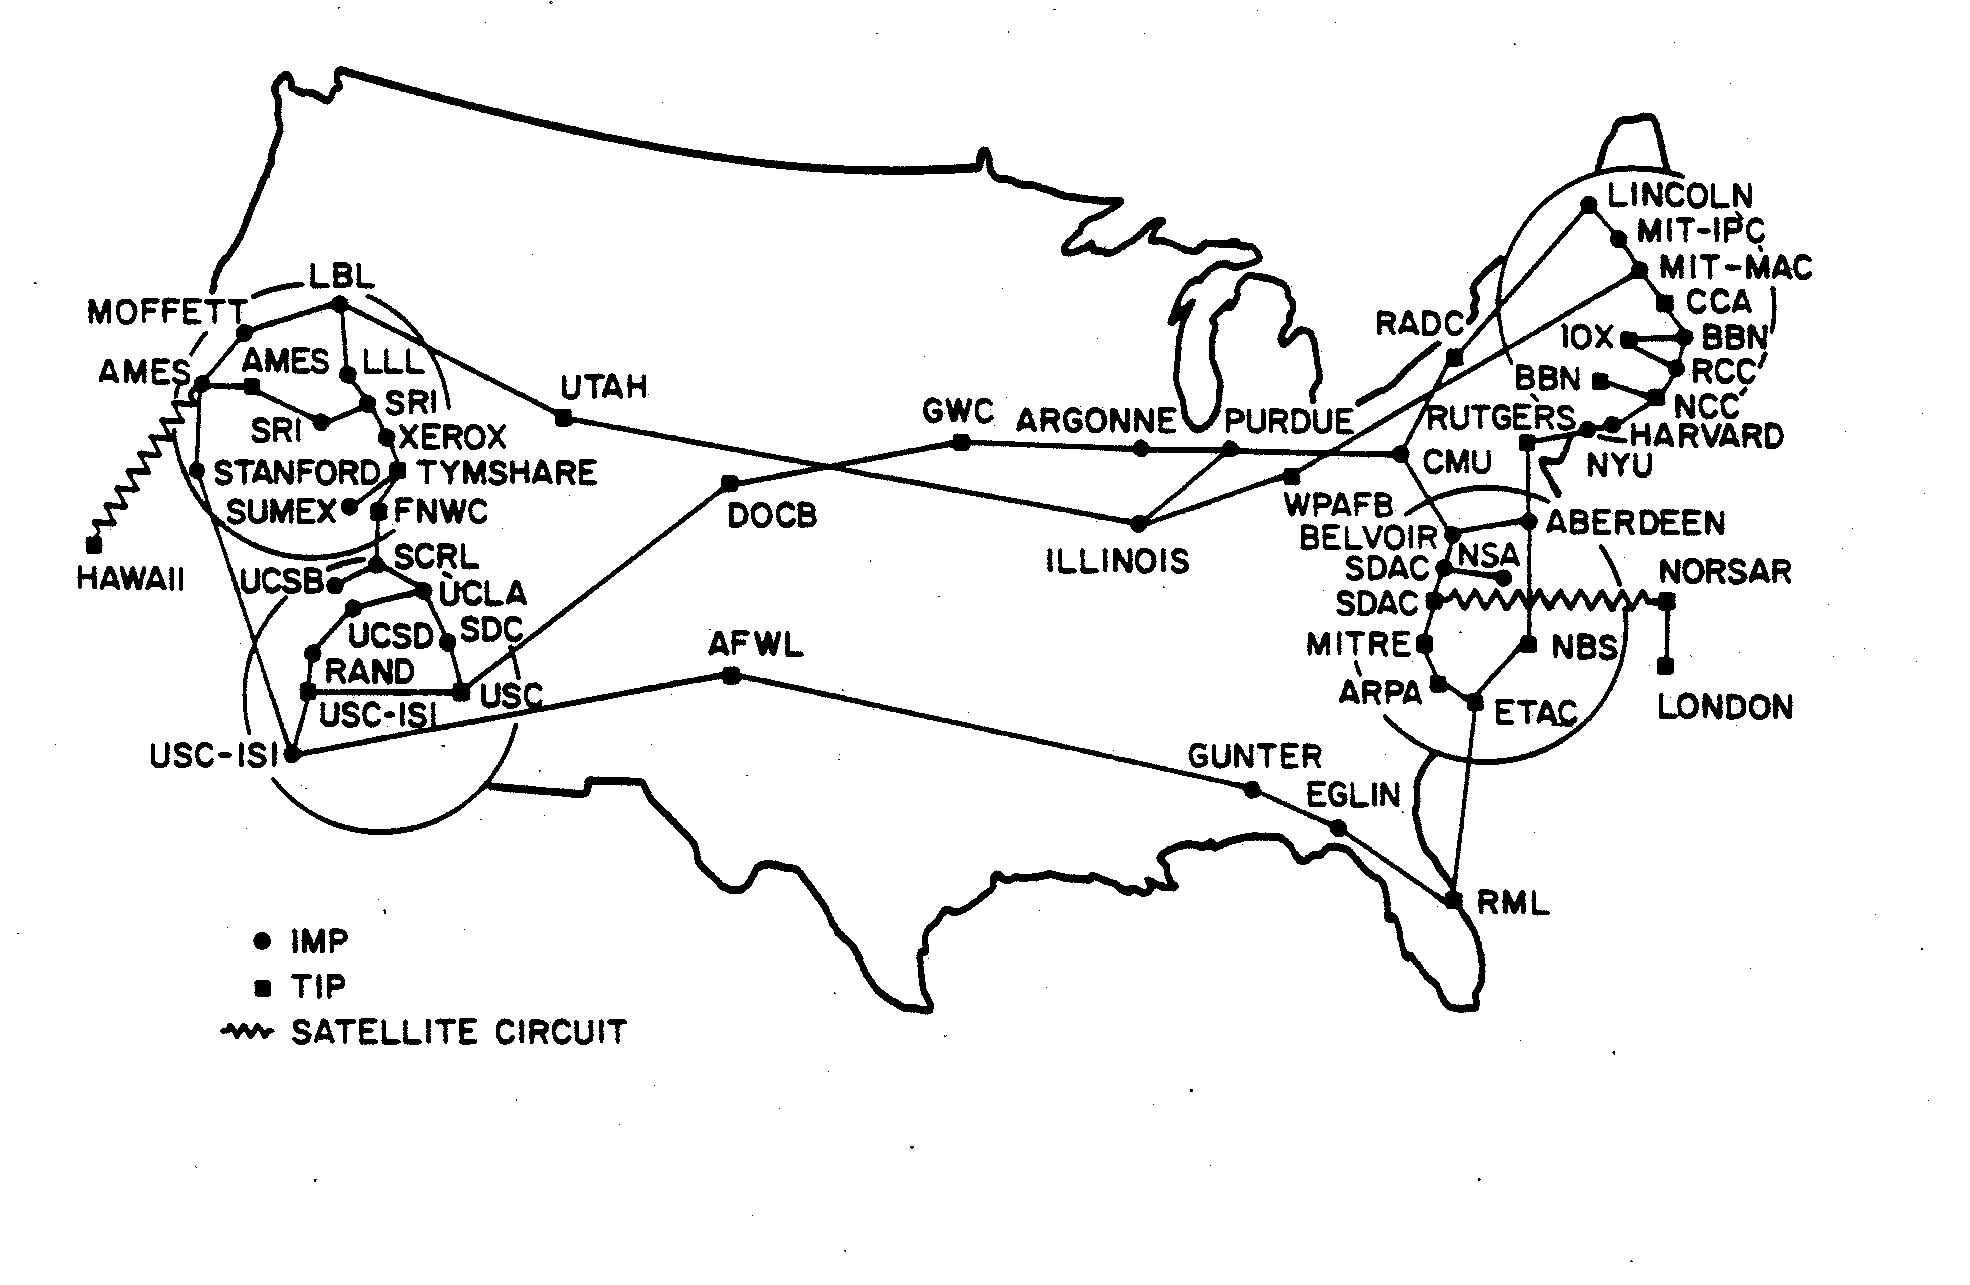 LINCOLN
MIT-IPC
MIT-MAC
LBL
MOFFETT
CCA
RADC
10X
BBN
AMES
LLL
AMES
RCC
BBN
UTAH
SRI
NCC
GWC
ARGONNE
PURDUE
RUTGERS
SRI
XEROX
HARVARD
CMU
NYU
STANFORD
TYMSHARE
WPAFB
SUMEX
FNWC
DOCB
ABERDEEN
BELVOIR
SCRL
NSA
ILLINOIS
SDAC
NORSAR
HAWAII
UCSB
UCLA
SDAC
UCSD
SDC
AFWL
MITRE
NBS
RAND
ARPA
USC
LONDON
USC-ISI
ETAC
USC-ISI
GUNTER
EGLIN
RML
IMP
TIP
SATELLITE CIRCUIT